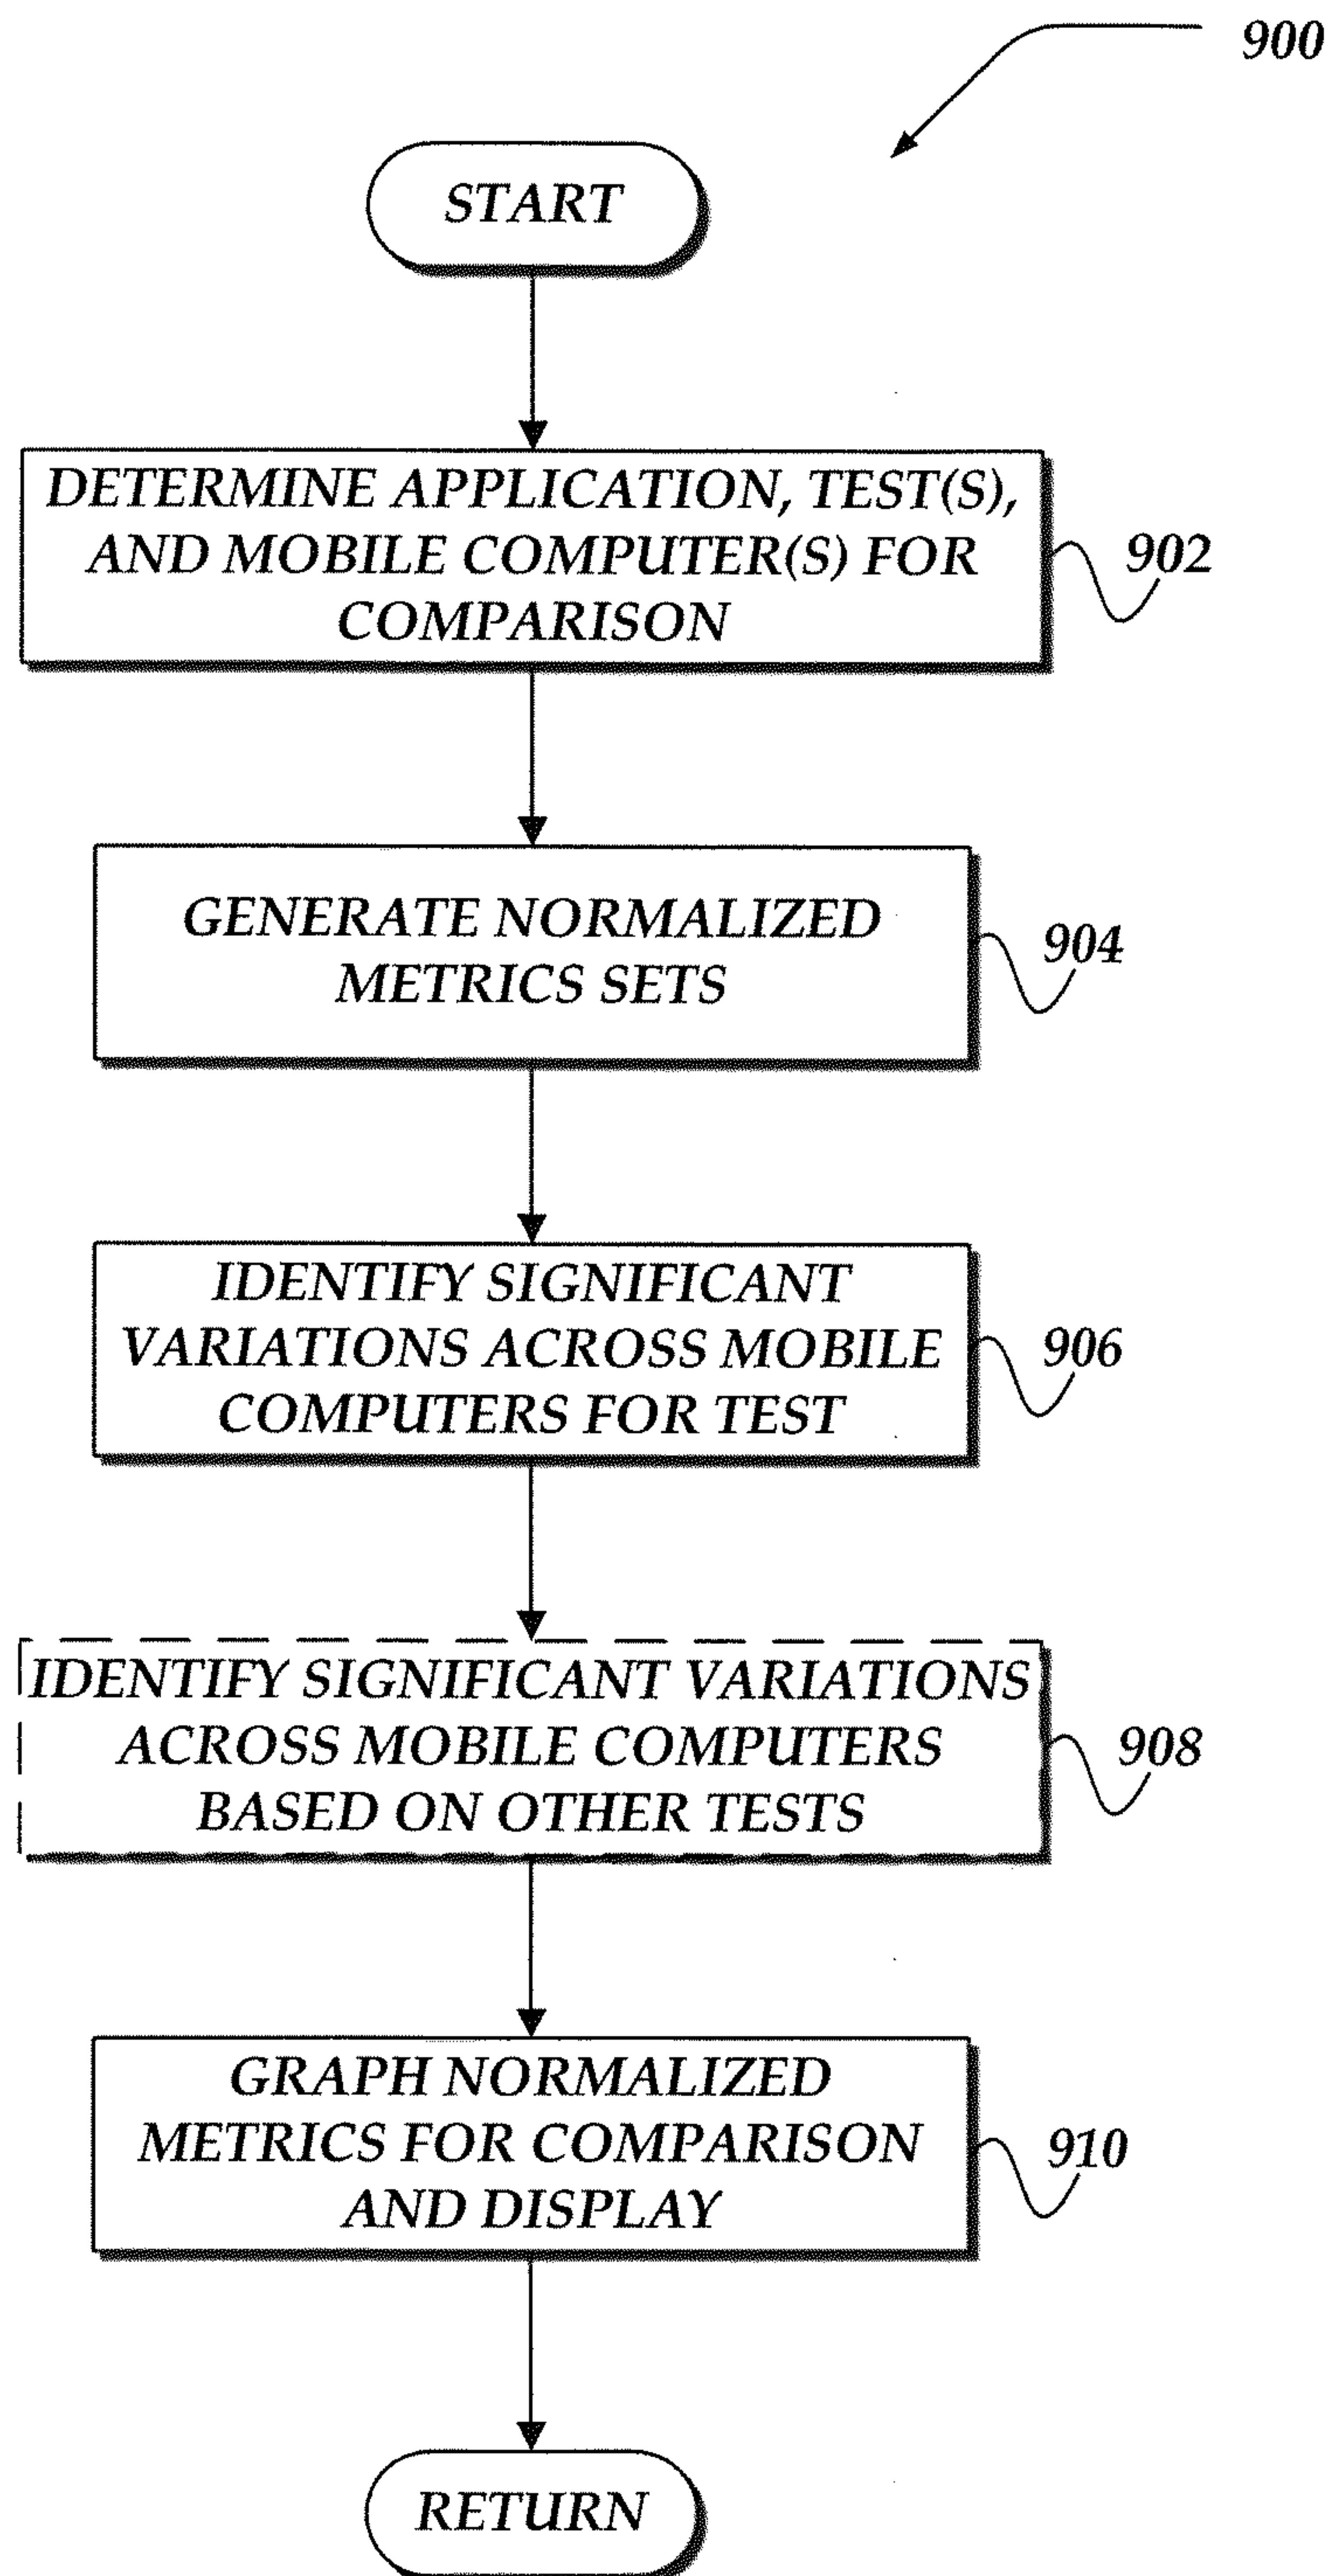 900
START
DETERMINE APPLICATION, TEST(S),
AND MOBILE COMPUTER(S) FOR
COMPARISON
902
GENERATE NORMALIZED
METRICS SETS
904
IDENTIFY SIGNIFICANT
VARIATIONS ACROSS MOBILE
COMPUTERS FOR TEST
906
IDENTIFY SIGNIFICANT VARIATIONS
ACROSS MOBILE COMPUTERS
BASED ON OTHER TESTS
908
GRAPH NORMALIZED
METRICS FOR COMPARISON
AND DISPLAY
910
RETURN